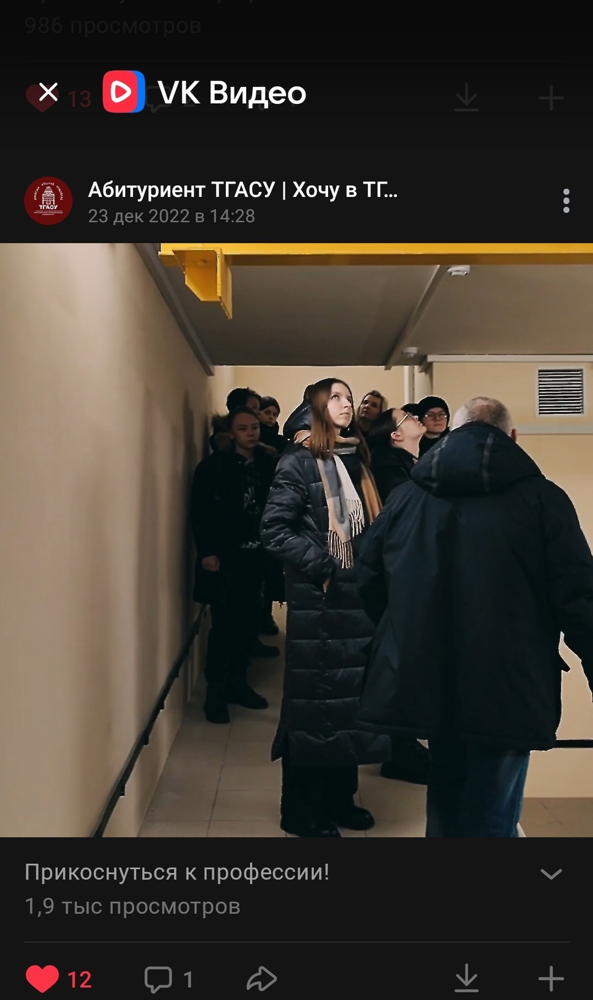 986 просмотров
13
VK Видео
Абитуриент ТГАСУ | Хочу в ТГ...
23 дек 2022 в 14:28
ТГАСУ
Прикоснуться к профессии!
1,9 тыс просмотров
12
1